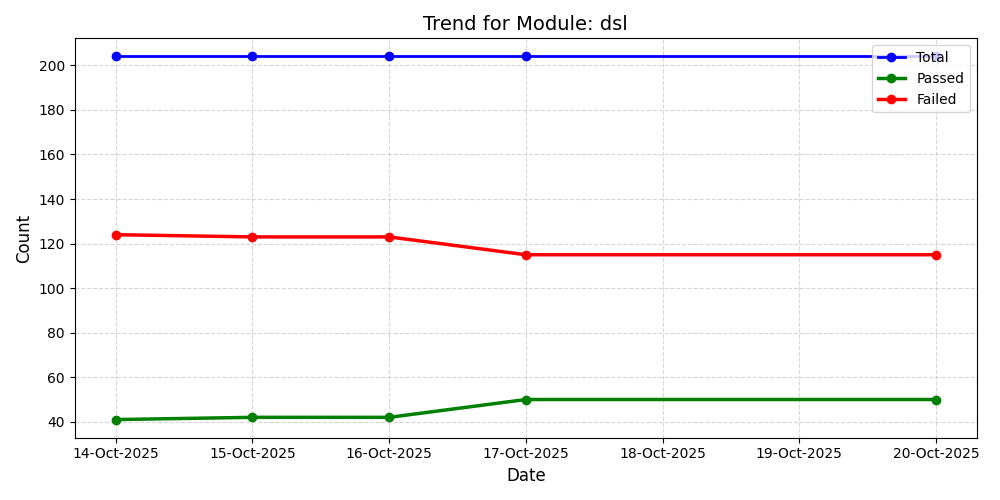 Trend for Module: dsl
Total
Passed
Failed
200
180
160
140
120
100
80
60
40
Count
14-Oct-2025
15-Oct-2025
16-Oct-2025
17-Oct-2025
18-Oct-2025
19-Oct-2025
20-Oct-2025
Date